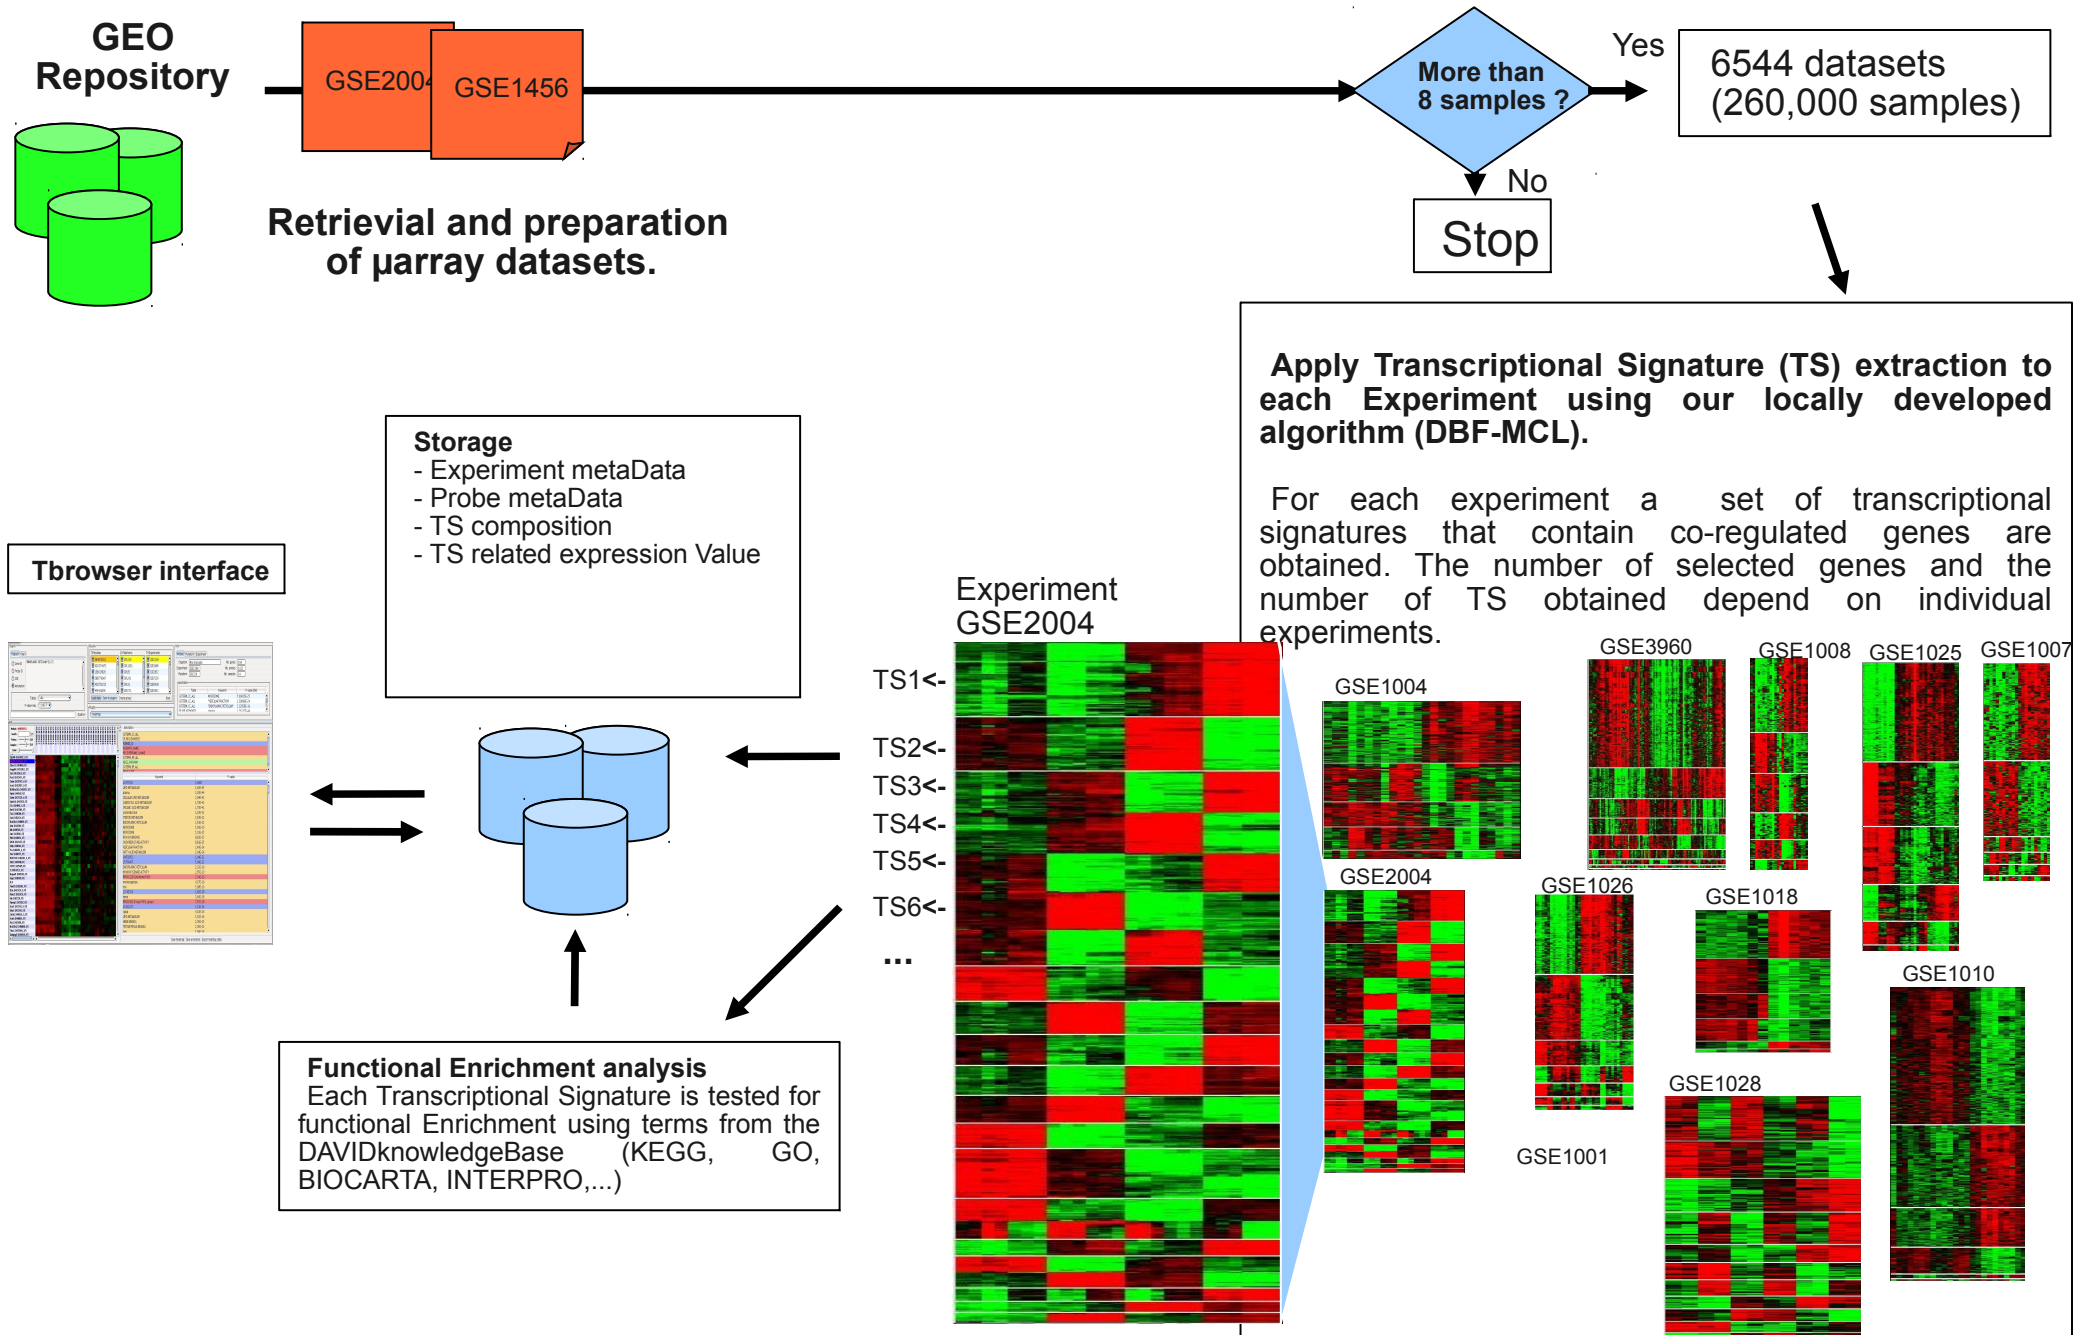 GEO
Repository
GSE2004
GSE1456
More than
8 samples ?
Yes
6544 datasets
(260,000 samples)
No
Stop
Retrievial and preparation
of µarray datasets.
Apply Transcriptional Signature (TS) extraction to
each Experiment using our locally developed
algorithm (DBF-MCL).
For each experiment a set of transcriptional
signatures that contain co-regulated genes are
obtained. The number of selected genes and the
number of TS obtained depend on individual
experiments.
Storage
- Experiment metaData
- Probe metaData
- TS composition
- TS related expression Value
Tbrowser interface
Experiment
GSE2004
TS1<-
TS2<-
TS3<-
TS4<-
TS5<-
TS6<-
...
GSE1004
GSE3960
GSE1008
GSE1025
GSE1007
GSE2004
GSE1026
GSE1018
GSE1010
GSE1028
GSE1001
Functional Enrichment analysis
Each Transcriptional Signature is tested for
functional Enrichment using terms from the
DAVIDknowledgeBase (KEGG, GO,
BIOCARTA, INTERPRO,...)